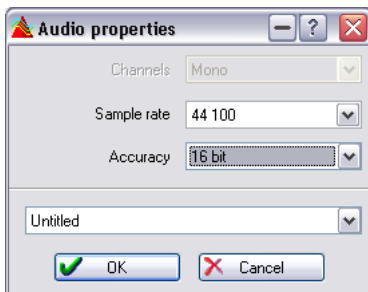 Audio properties
Channels Mono
Sample rate 44 100
Accuracy 16 bit
Untitled
OK Cancel